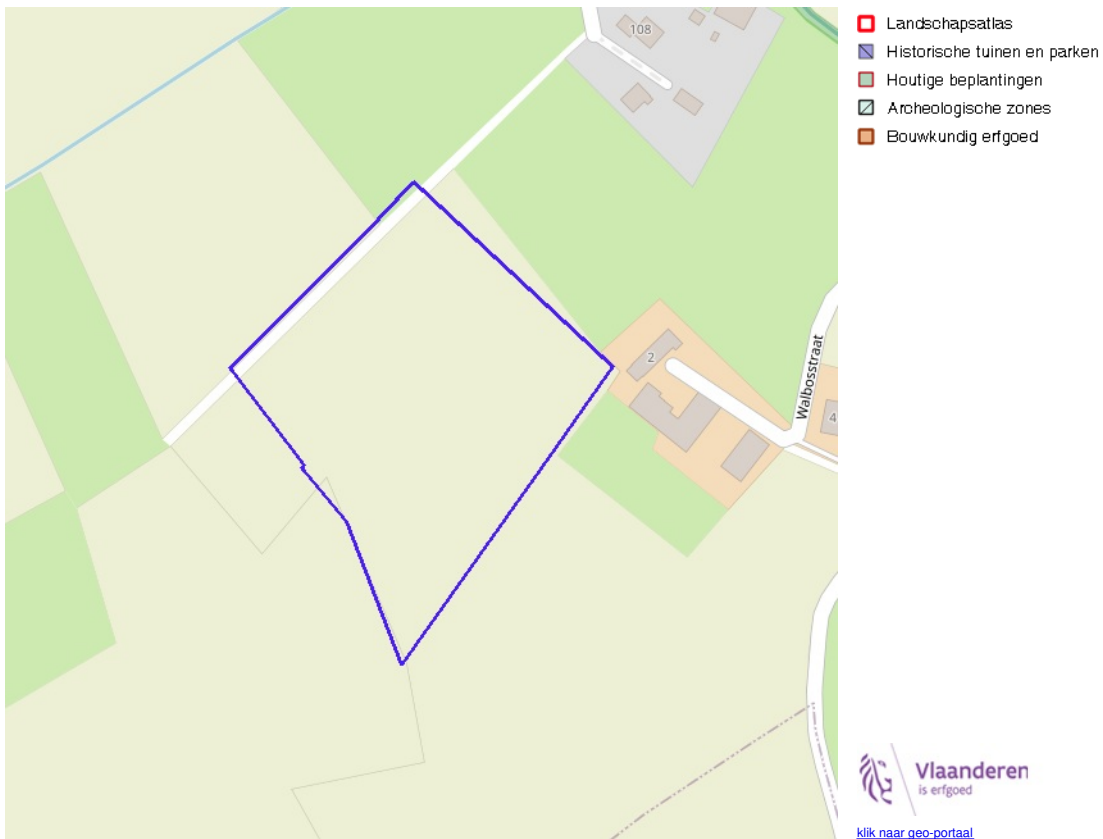 108
2
Walbosstraat
4
Landschapsatlas
Historische tuinen en parken
Houtige beplantingen
Archeologische zones
Bouwkundig erfgoed
Vlaanderen
is erfgoed
klik naar geo-portaal